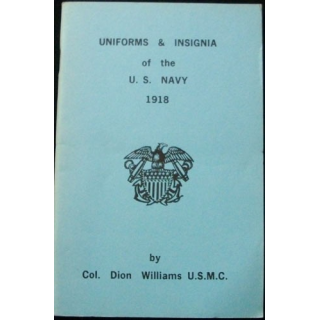 UNIFORMS & INSIGNIA
of the
U. S. NAVY
1918
by
Col. Dion Williams U.S.M.C.